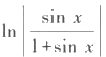 ln | sin x / 1+sin x |